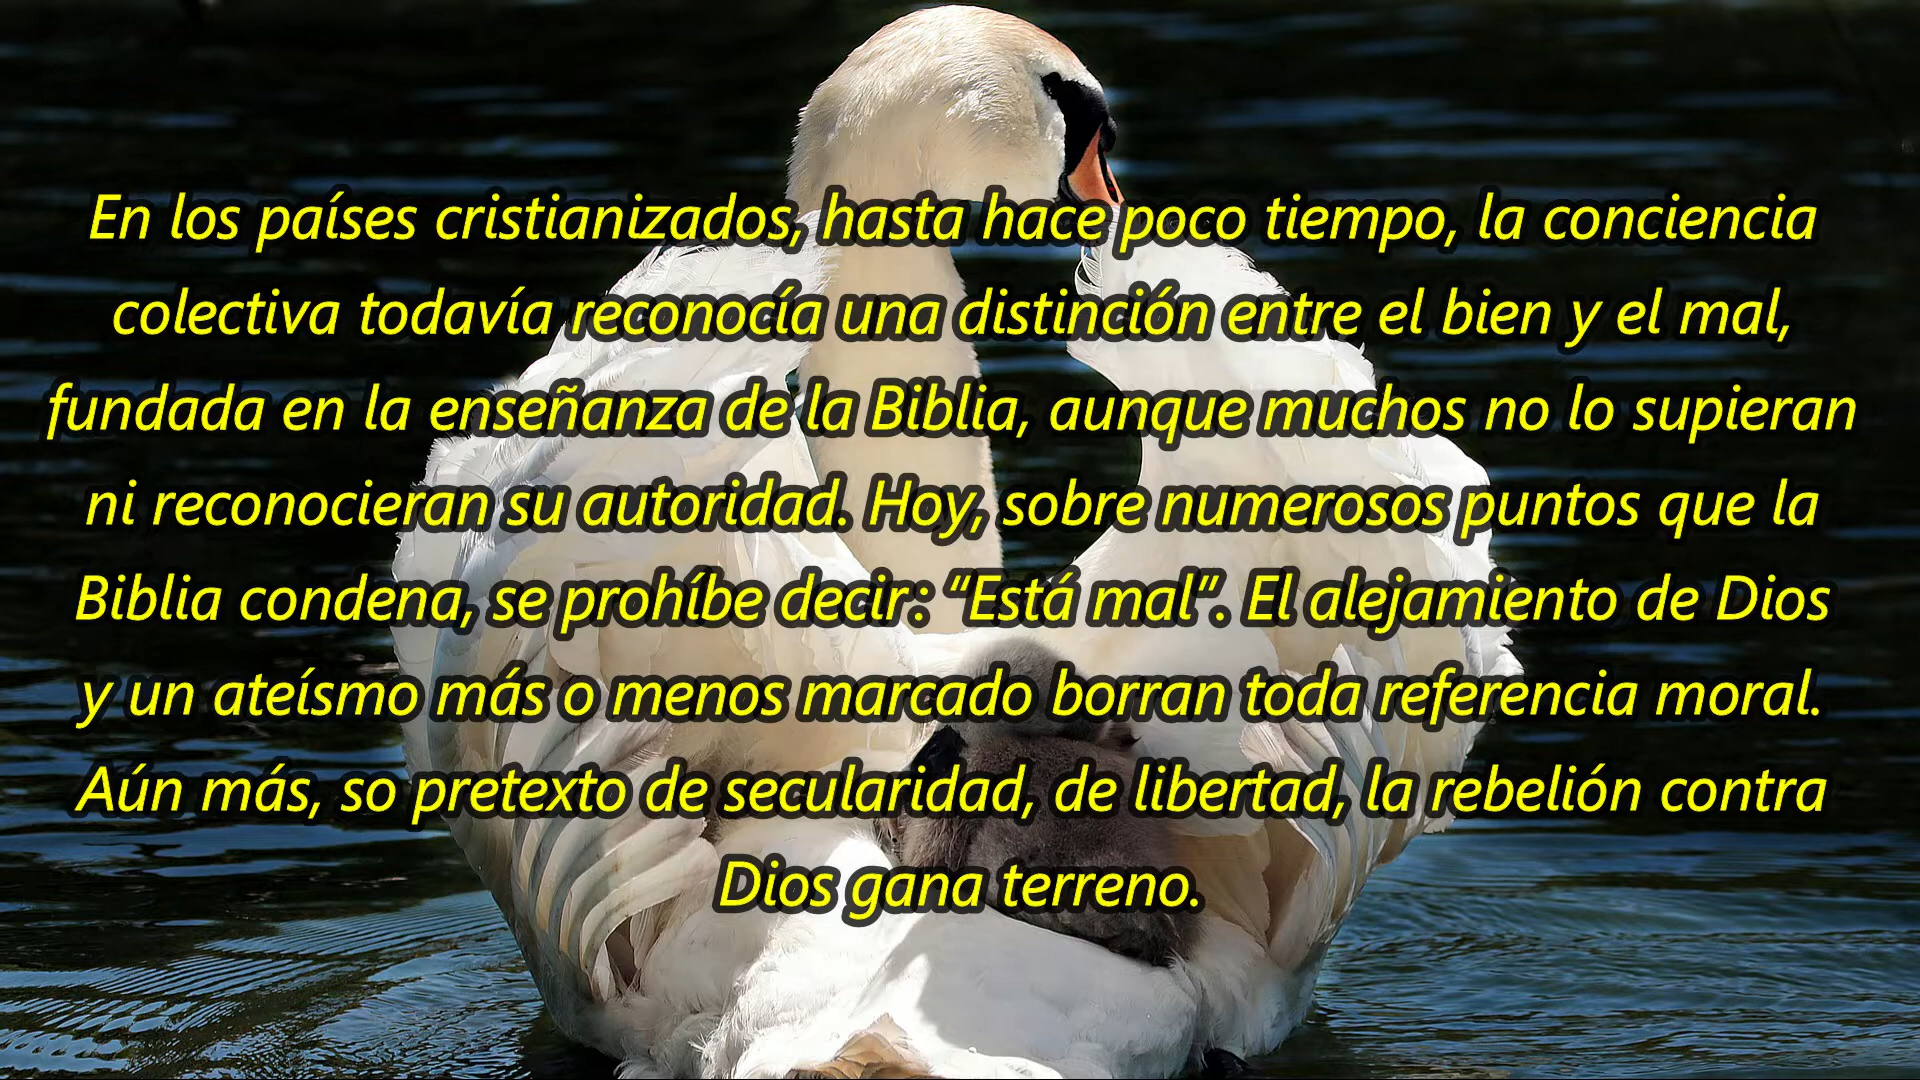 En los países cristianizados, hasta hace poco tiempo, la conciencia
colectiva todavía reconocía una distinción entre el bien y el mal,
fundada en la enseñanza de la Biblia, aunque muchos no lo supieran
ni reconocieran su autoridad. Hoy, sobre numerosos puntos que la
Biblia condena, se prohíbe decir: “Está mal”. El alejamiento de Dios
y un ateísmo más o menos marcado borran toda referencia moral.
Aún más, so pretexto de secularidad, de libertad, la rebelión contra
Dios gana terreno.